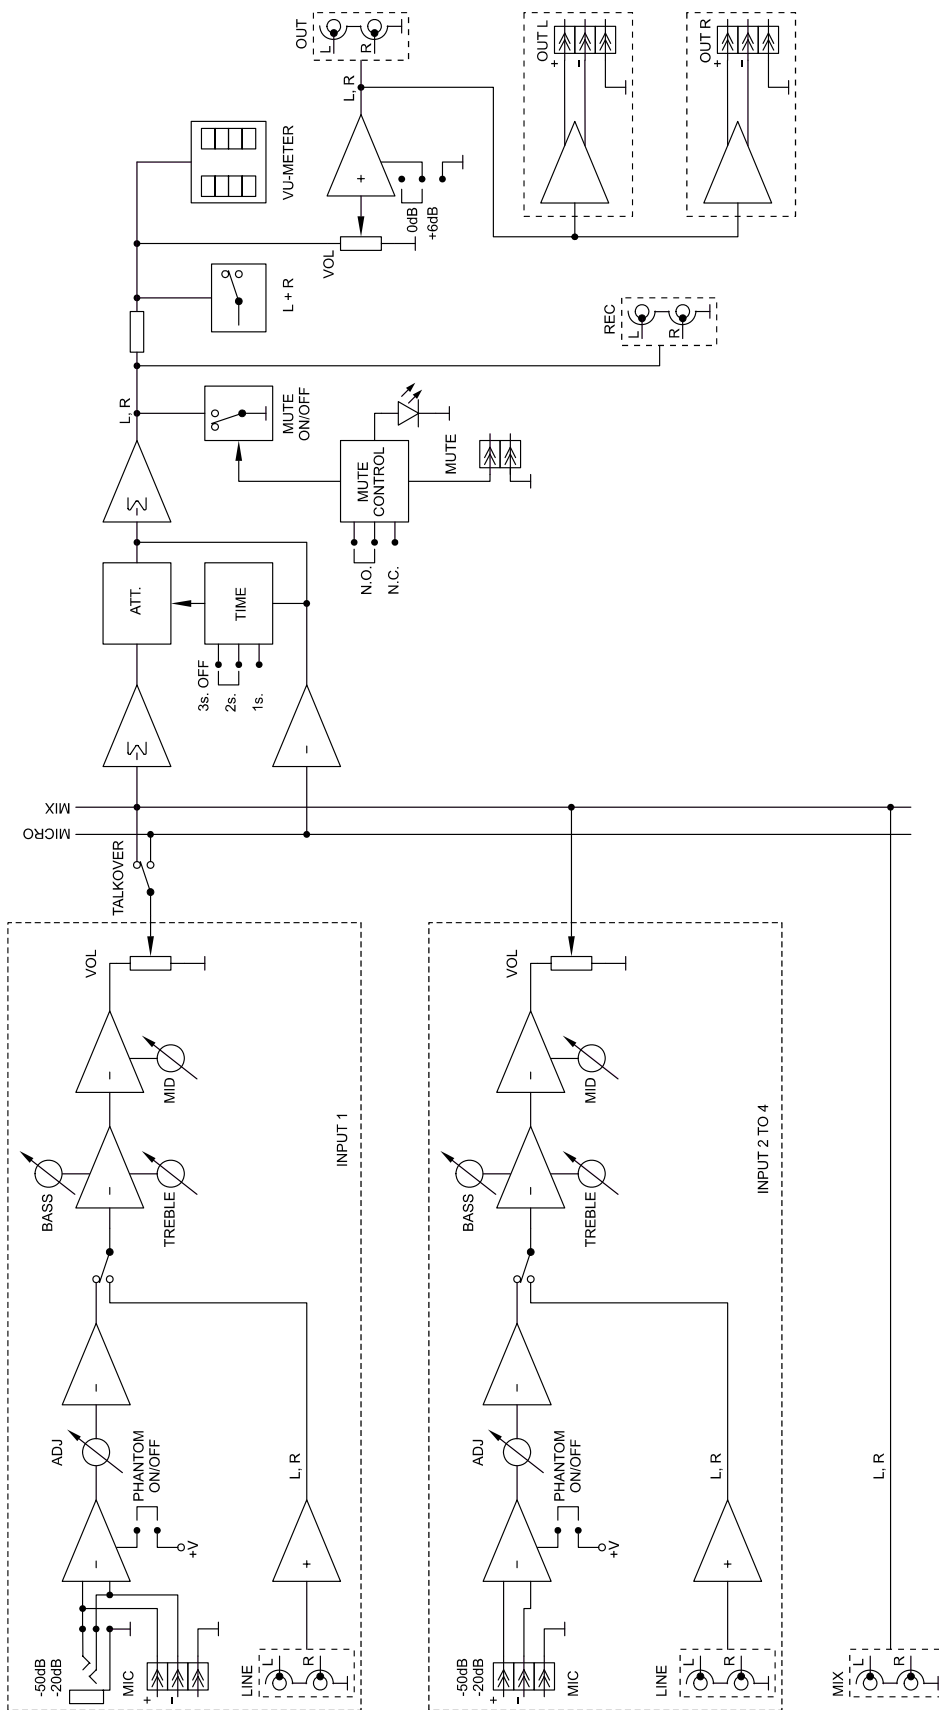 -50dB
-20dB
MIC
+
-
LINE
L
R
+V
PHANTOM
ON/OFF
ADJ
L, R
BASS
TREBLE
MID
VOL
INPUT 1
TALKOVER
-50dB
-20dB
MIC
+
-
LINE
L
R
+V
PHANTOM
ON/OFF
ADJ
L, R
BASS
TREBLE
MID
VOL
INPUT 2 TO 4
MIX
L
R
L, R
MICRO
MIX
Σ
ATT.
TIME
3s. OFF
2s.
1s.
Σ
L, R
MUTE
ON/OFF
MUTE
CONTROL
N.O.
N.C.
MUTE
L + R
REC
L
R
VU-METER
VOL
0dB
+6dB
L, R
OUT
L
R
OUT L
+
-
OUT R
+
-